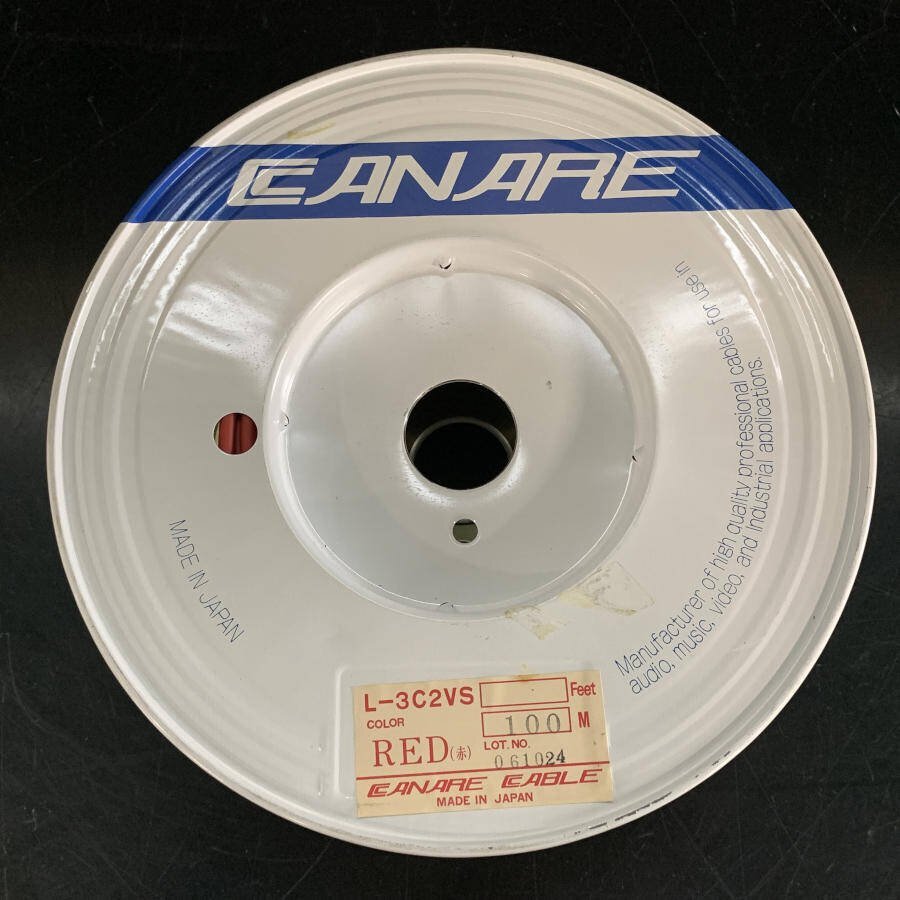 CANARE
Manufacturer of high quality professional cables for use in
audio, music, video, and Industrial applications.
MADE IN JAPAN
L-3C2VS Feet
COLOR 100 M
RED(赤) LOT. NO.
061024
CANARE CABLE
MADE IN JAPAN